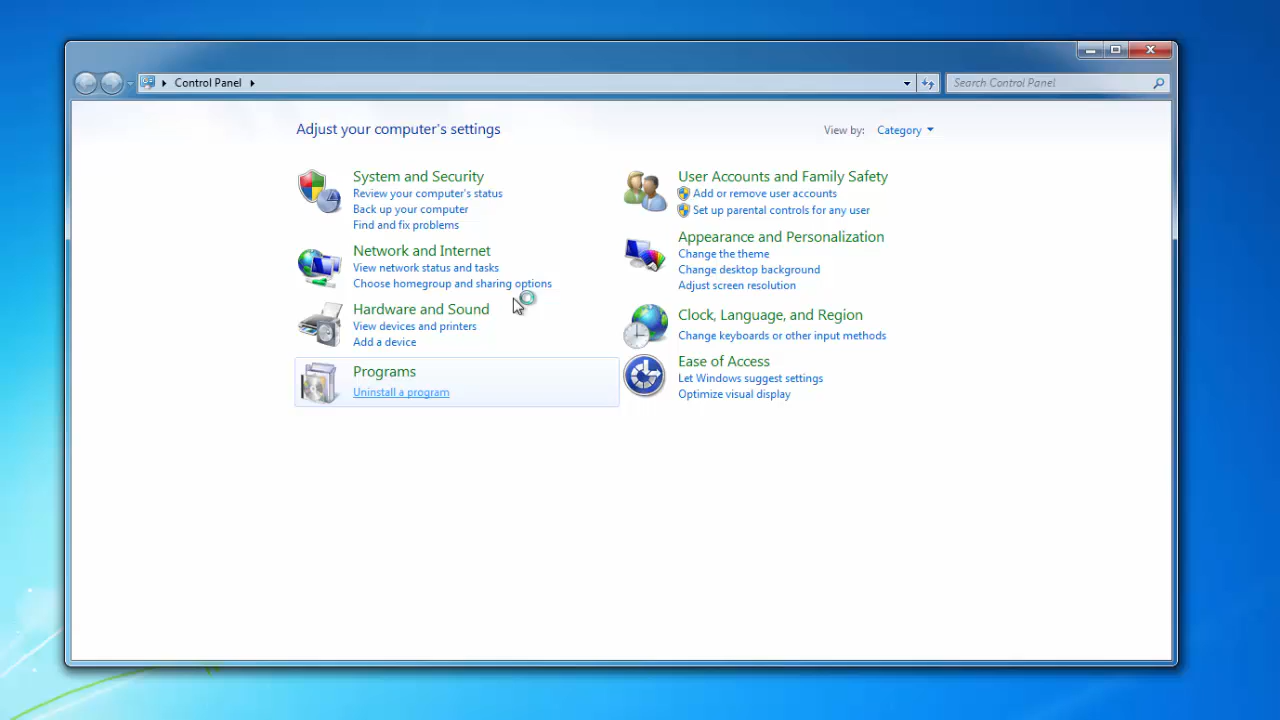 Control Panel
Search Control Panel
Adjust your computer's settings
View by: Category
System and Security
Review your computer's status
Back up your computer
Find and fix problems
Network and Internet
View network status and tasks
Choose homegroup and sharing options
Hardware and Sound
View devices and printers
Add a device
Programs
Uninstall a program
User Accounts and Family Safety
Add or remove user accounts
Set up parental controls for any user
Appearance and Personalization
Change the theme
Change desktop background
Adjust screen resolution
Clock, Language, and Region
Change keyboards or other input methods
Ease of Access
Let Windows suggest settings
Optimize visual display